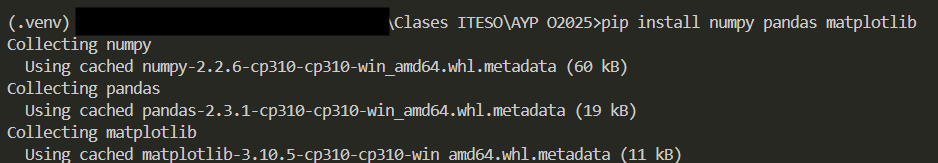 (.venv) \Clases ITESO\AYP O2025>pip install numpy pandas matplotlib
Collecting numpy
  Using cached numpy-2.2.6-cp310-cp310-win_amd64.whl.metadata (60 kB)
Collecting pandas
  Using cached pandas-2.3.1-cp310-cp310-win_amd64.whl.metadata (19 kB)
Collecting matplotlib
  Using cached matplotlib-3.10.5-cp310-cp310-win_amd64.whl.metadata (11 kB)